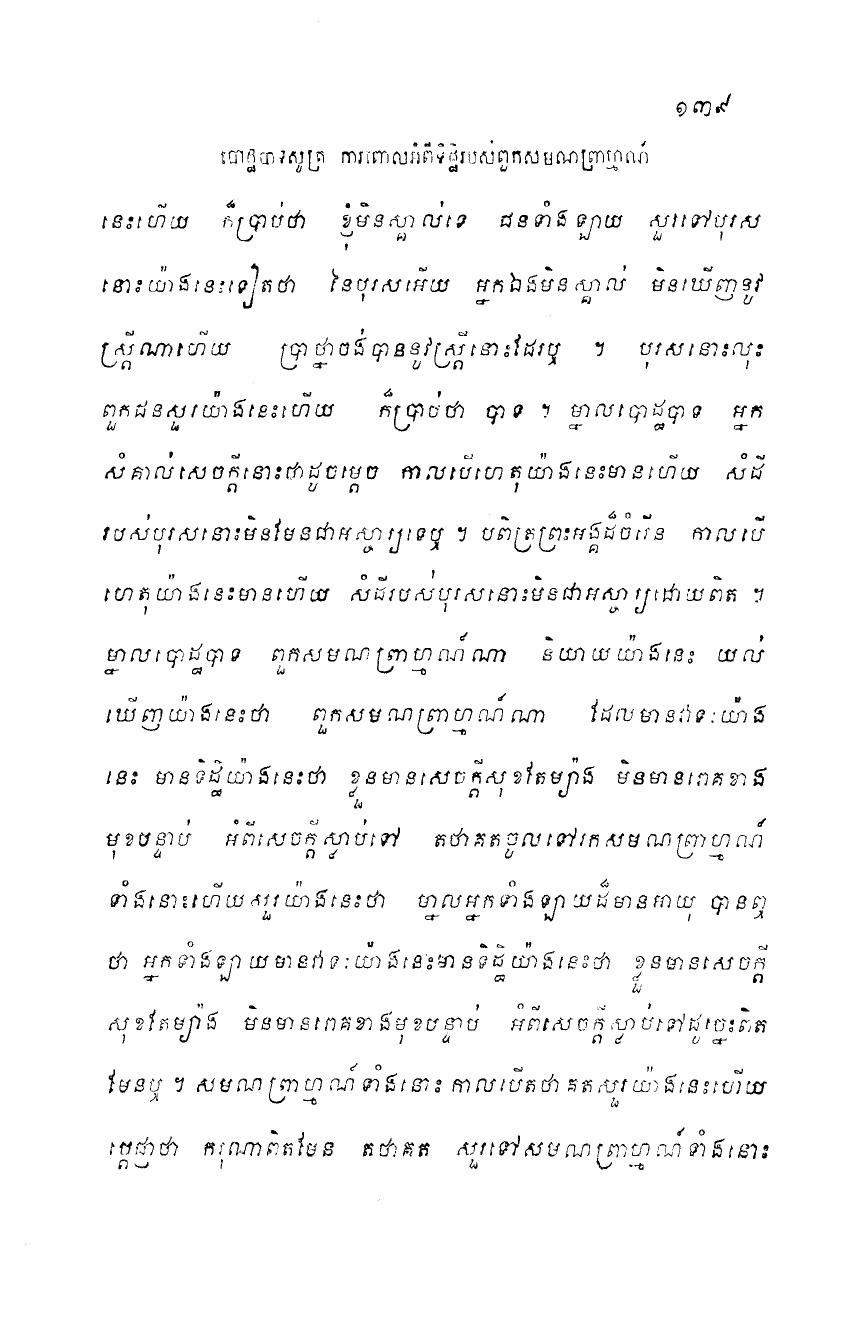 ១៣៩
បោដ្ឋបាទសូត្រ ការពោលអំពីទិដ្ឋិរបស់ពួកសមណព្រាហ្មណ៍
នេះហើយ ក៏ប្រាប់ថា ខ្ញុំមិនស្គាល់ទេ ជនទាំងឡាយ សួរទៅបុរស
នោះយ៉ាងនេះទៀតថា នៃបុរសអើយ អ្នកឯងមិនស្គាល់ មិនឃើញនូវ
ស្ត្រីណាហើយ ប្រាថ្នាចង់បាននូវស្ត្រីនោះដែរឬ ។ បុរសនោះលុះ
ពួកជនសួរយ៉ាងនេះហើយ ក៏ប្រាប់ថា បាទ ។ ម្នាលបោដ្ឋបាទ អ្នក
សំគាល់សេចក្តីនោះថាដូចម្តេច កាលបើហេតុយ៉ាងនេះមានហើយ សំដី
របស់បុរសនោះមិនមែនជាអស្ចារ្យទេឬ ។ បពិត្រព្រះអង្គដ៏ចំរើន កាលបើ
ហេតុយ៉ាងនេះមានហើយ សំដីរបស់បុរសនោះមិនជាអស្ចារ្យដោយពិត ។
ម្នាលបោដ្ឋបាទ ពួកសមណព្រាហ្មណ៍ណា និយាយយ៉ាងនេះ យល់
ឃើញយ៉ាងនេះថា ពួកសមណព្រាហ្មណ៍ណា ដែលមានវាទៈយ៉ាង
នេះ មានទិដ្ឋិយ៉ាងនេះថា ខ្លួនមានសេចក្តីសុខតែម្យ៉ាង មិនមានរោគខាង
មុខបន្ទាប់ អំពីសេចក្តីស្លាប់ទៅ តថាគតចូលទៅរកសមណព្រាហ្មណ៍
ទាំងនោះហើយសួរយ៉ាងនេះថា ម្នាលអ្នកទាំងឡាយដ៏មានអាយុ បានឮ
ថា អ្នកទាំងឡាយមានវាទៈយ៉ាងនេះមានទិដ្ឋិយ៉ាងនេះថា ខ្លួនមានសេចក្តី
សុខតែម្យ៉ាង មិនមានរោគខាងមុខបន្ទាប់ អំពីសេចក្តីស្លាប់ទៅដូច្នេះពិត
មែនឬ ។ សមណព្រាហ្មណ៍ទាំងនោះ កាលបើតថាគតសួរយ៉ាងនេះហើយ
ប្តេជ្ញាថា ករុណាពិតមែន តថាគត សួរទៅសមណព្រាហ្មណ៍ទាំងនោះ